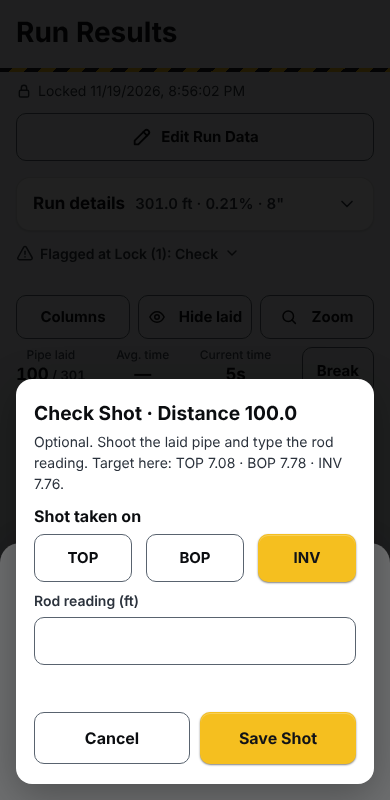 Run Results
Locked 11/19/2026, 8:56:02 PM
Edit Run Data
Run details 301.0 ft · 0.21% · 8"
Flagged at Lock (1): Check
Columns
Hide laid
Zoom
Pipe laid
Avg. time
Current time
100 / 301
—
5s
Break
Check Shot · Distance 100.0
Optional. Shoot the laid pipe and type the rod
reading. Target here: TOP 7.08 · BOP 7.78 · INV
7.76.
Shot taken on
TOP
BOP
INV
Rod reading (ft)
Cancel
Save Shot